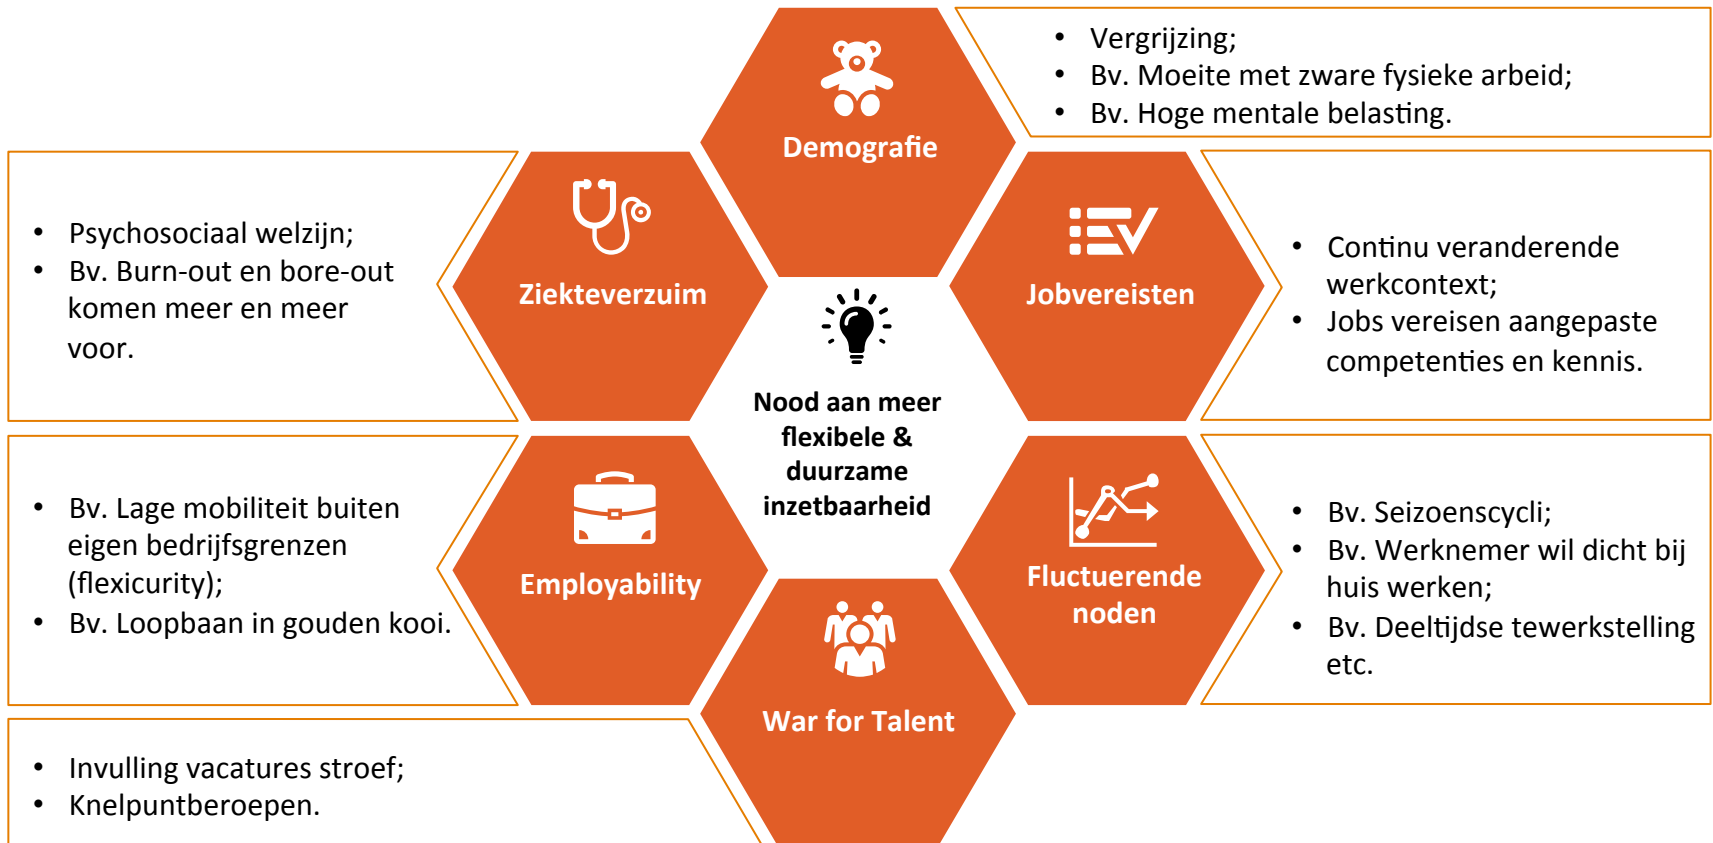 Demografie
• Vergrijzing;
• Bv. Moeite met zware fysieke arbeid;
• Bv. Hoge mentale belasting.
Jobvereisten
• Continu veranderende
werkcontext;
• Jobs vereisen aangepaste
competenties en kennis.
Fluctuerende
noden
• Bv. Seizoenscycli;
• Bv. Werknemer wil dicht bij
huis werken;
• Bv. Deeltijdse tewerkstelling
etc.
War for Talent
• Invulling vacatures stroef;
• Knelpuntberoepen.
Employability
• Bv. Lage mobiliteit buiten
eigen bedrijfsgrenzen
(flexicurity);
• Bv. Loopbaan in gouden kooi.
Ziekteverzuim
• Psychosociaal welzijn;
• Bv. Burn-out en bore-out
komen meer en meer
voor.
Nood aan meer
flexibele &
duurzame
inzetbaarheid